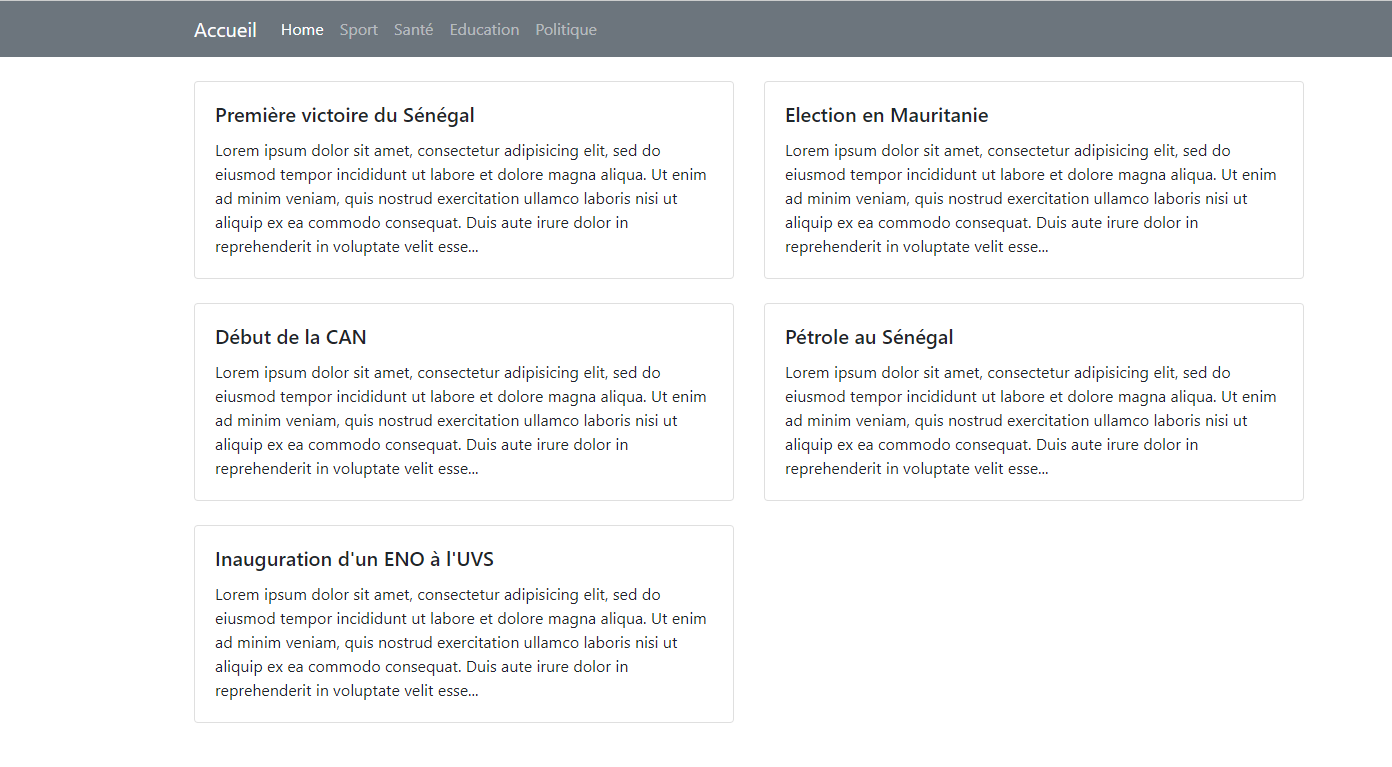 Accueil Home Sport Santé Education Politique
Première victoire du Sénégal
Lorem ipsum dolor sit amet, consectetur adipisicing elit, sed do
eiusmod tempor incididunt ut labore et dolore magna aliqua. Ut enim
ad minim veniam, quis nostrud exercitation ullamco laboris nisi ut
aliquip ex ea commodo consequat. Duis aute irure dolor in
reprehenderit in voluptate velit esse...
Election en Mauritanie
Lorem ipsum dolor sit amet, consectetur adipisicing elit, sed do
eiusmod tempor incididunt ut labore et dolore magna aliqua. Ut enim
ad minim veniam, quis nostrud exercitation ullamco laboris nisi ut
aliquip ex ea commodo consequat. Duis aute irure dolor in
reprehenderit in voluptate velit esse...
Début de la CAN
Lorem ipsum dolor sit amet, consectetur adipisicing elit, sed do
eiusmod tempor incididunt ut labore et dolore magna aliqua. Ut enim
ad minim veniam, quis nostrud exercitation ullamco laboris nisi ut
aliquip ex ea commodo consequat. Duis aute irure dolor in
reprehenderit in voluptate velit esse...
Pétrole au Sénégal
Lorem ipsum dolor sit amet, consectetur adipisicing elit, sed do
eiusmod tempor incididunt ut labore et dolore magna aliqua. Ut enim
ad minim veniam, quis nostrud exercitation ullamco laboris nisi ut
aliquip ex ea commodo consequat. Duis aute irure dolor in
reprehenderit in voluptate velit esse...
Inauguration d'un ENO à l'UVS
Lorem ipsum dolor sit amet, consectetur adipisicing elit, sed do
eiusmod tempor incididunt ut labore et dolore magna aliqua. Ut enim
ad minim veniam, quis nostrud exercitation ullamco laboris nisi ut
aliquip ex ea commodo consequat. Duis aute irure dolor in
reprehenderit in voluptate velit esse...